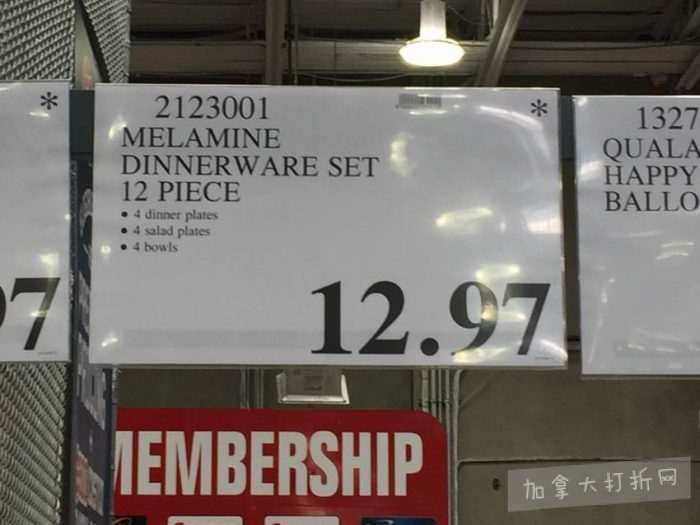 *
97
2123001
*
MELAMINE
DINNERWARE SET
12 PIECE
• 4 dinner plates
• 4 salad plates
• 4 bowls
12.97
1327
QUALA
HAPPY
BALLO
MEMBERSHIP
加拿大打折网